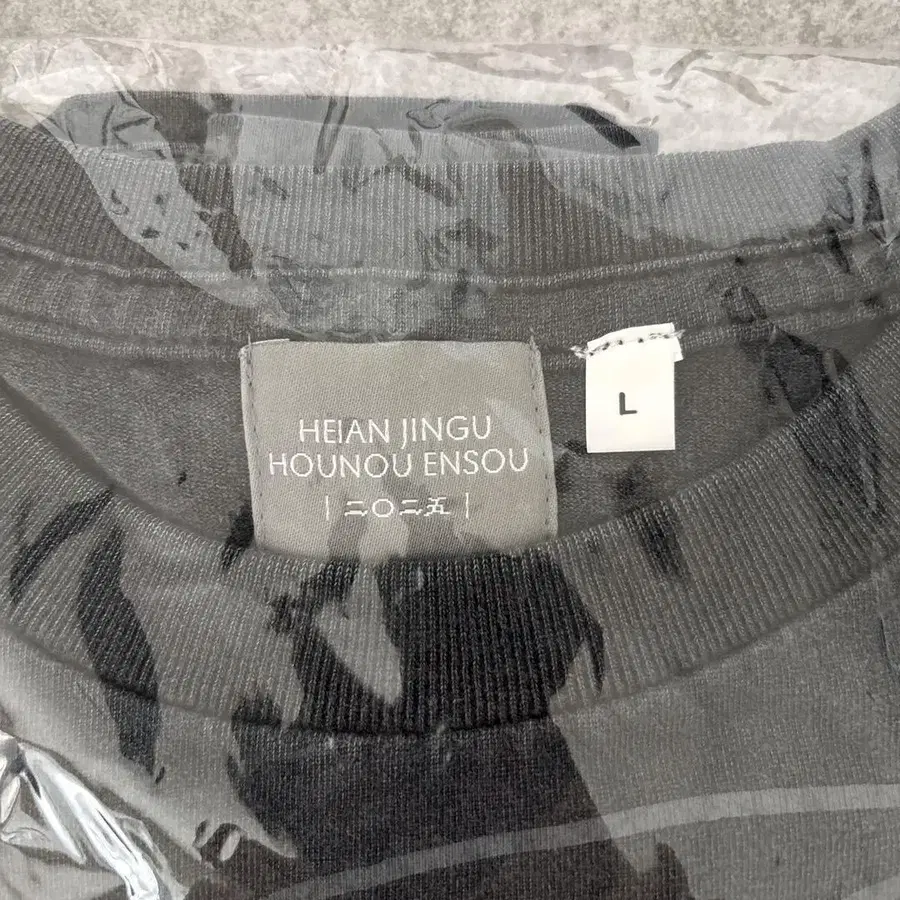 HEIAN JINGU
HOUNOU ENSOU
| 二〇二五 |
L